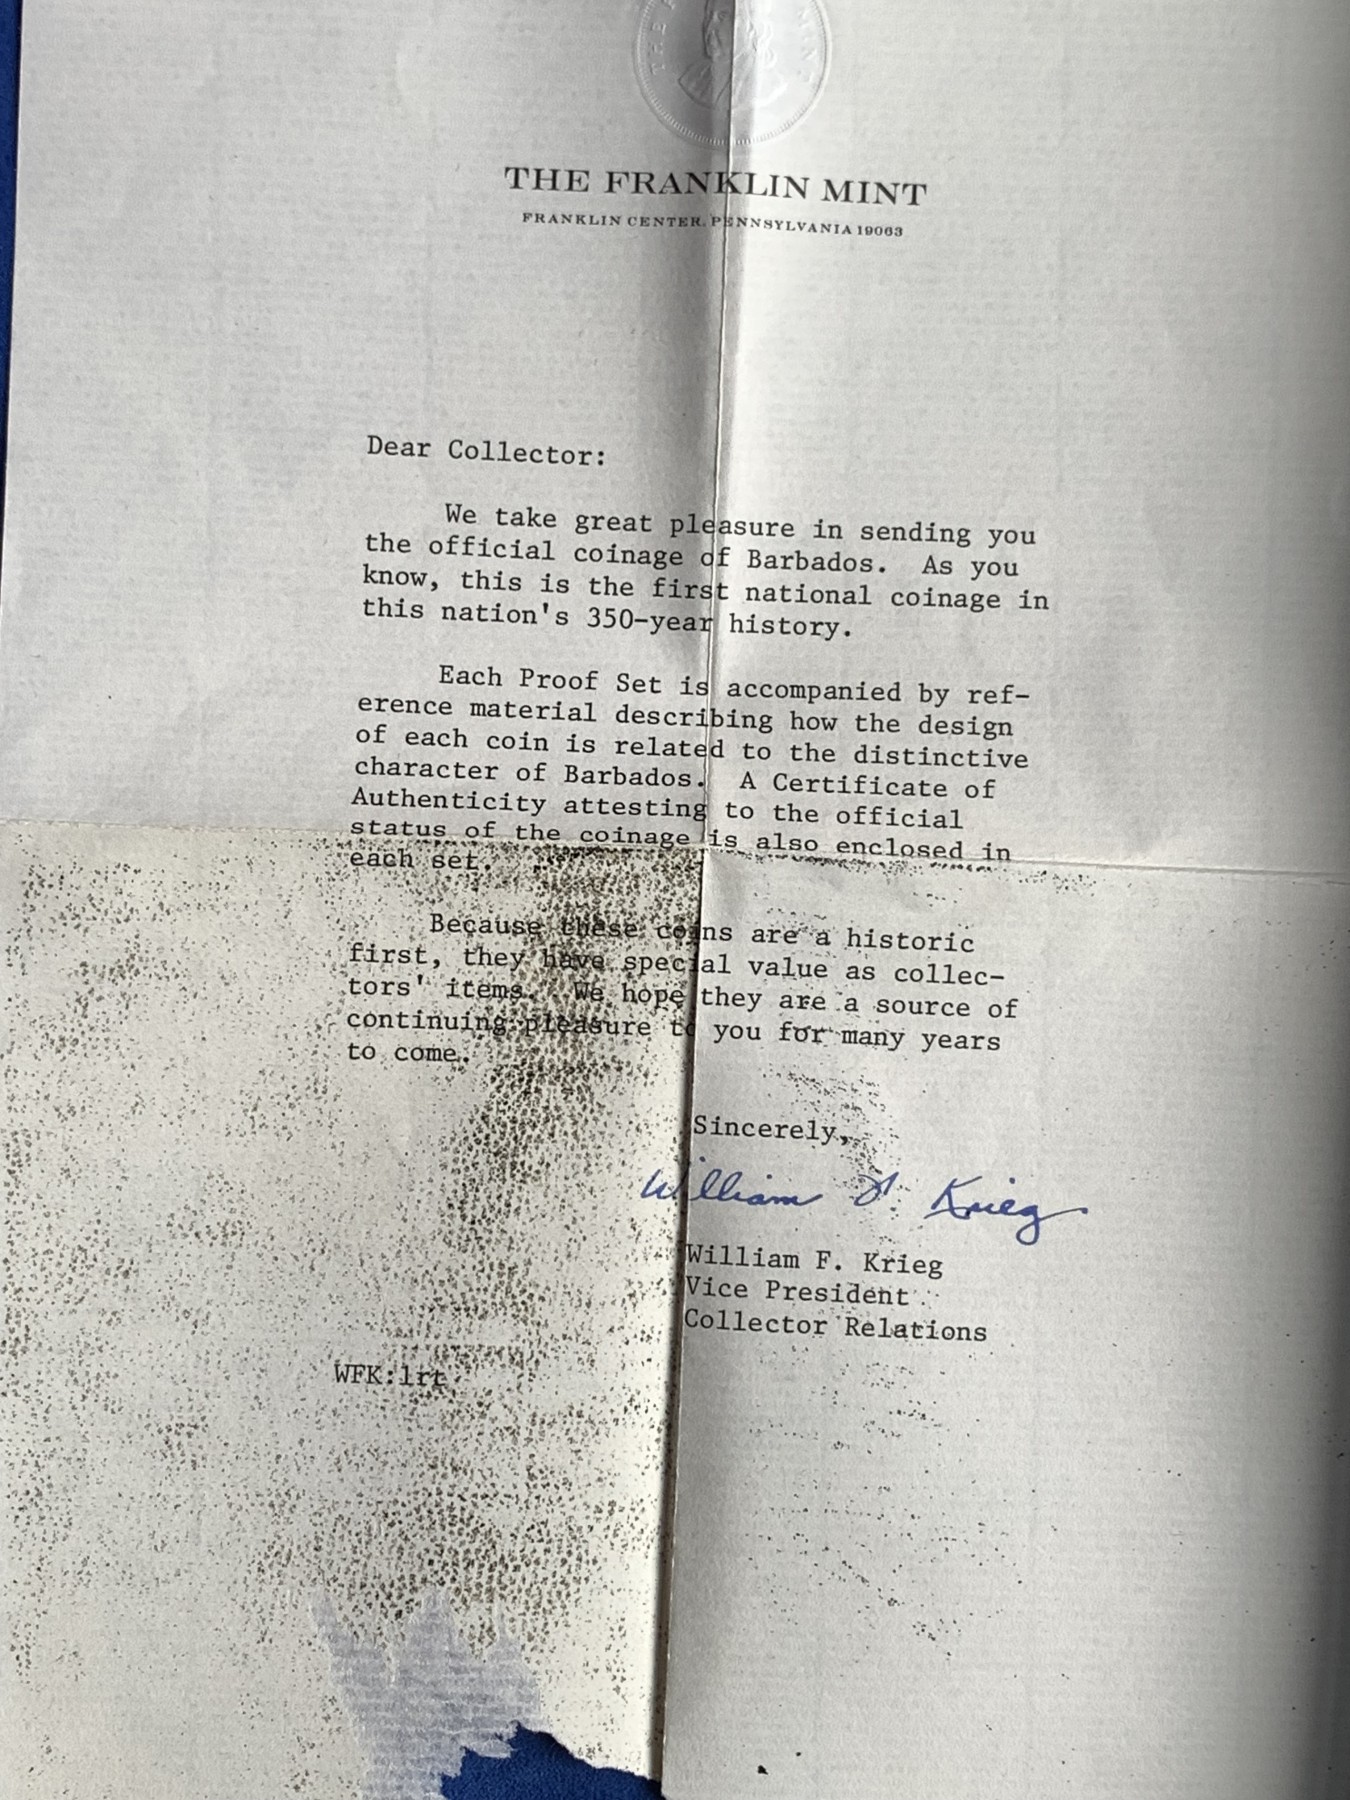 THE FRANKLIN MINT
FRANKLIN CENTER, PENNSYLVANIA 19063
Dear Collector:
We take great pleasure in sending you
the official coinage of Barbados. As you
know, this is the first national coinage in
this nation's 350-year history.
Each Proof Set is accompanied by ref-
erence material describing how the design
of each coin is related to the distinctive
character of Barbados. A Certificate of
Authenticity attesting to the official
status of the coinage is also enclosed in
each set.
Because these coins are a historic
first, they have special value as collec-
tors' items. We hope they are a source of
continuing pleasure to you for many years
to come.
Sincerely,
William F. Krieg
William F. Krieg
Vice President
Collector Relations
WFK:lrt